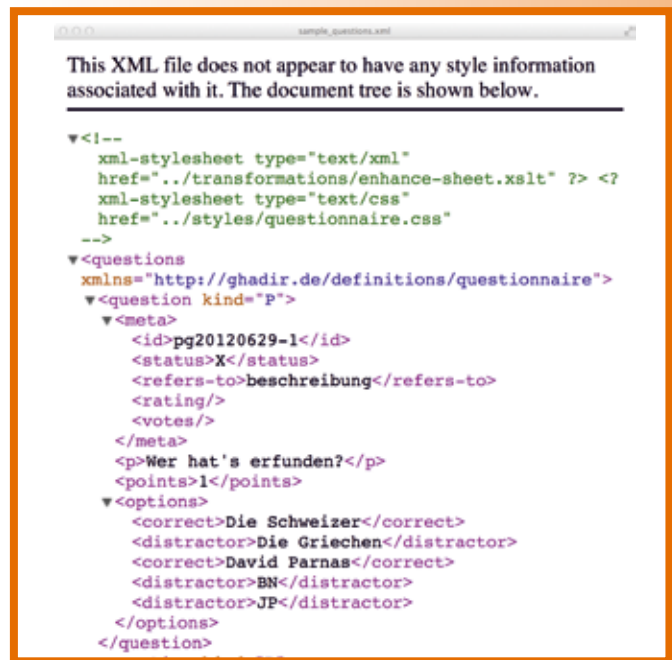 sample_questions.xml
This XML file does not appear to have any style information
associated with it. The document tree is shown below.
▼<!--
xml-stylesheet type="text/xml"
href="../transformations/enhance-sheet.xslt" ?> <?
xml-stylesheet type="text/css"
href="../styles/questionnaire.css"
-->
▼<questions
xmlns="http://ghadir.de/definitions/questionnaire">
▼<question kind="P">
▼<meta>
<id>pg20120629-1</id>
<status>X</status>
<refers-to>beschreibung</refers-to>
<rating/>
<votes/>
</meta>
<p>Wer hat's erfunden?</p>
<points>1</points>
▼<options>
<correct>Die Schweizer</correct>
<distractor>Die Griechen</distractor>
<correct>David Parnas</correct>
<distractor>BN</distractor>
<distractor>JP</distractor>
</options>
</question>